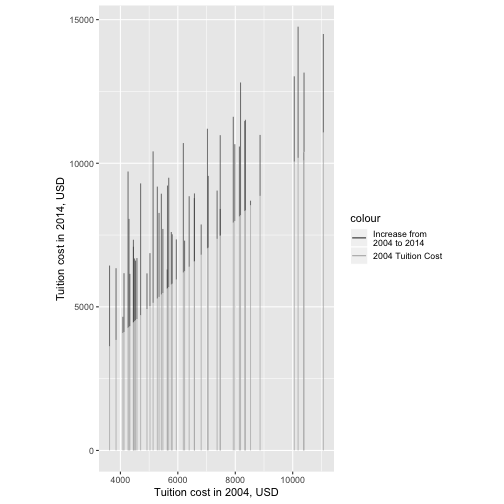 15000
10000
5000
0
Tuition cost in 2014, USD
4000 6000 8000 10000
Tuition cost in 2004, USD
colour
Increase from
2004 to 2014
2004 Tuition Cost